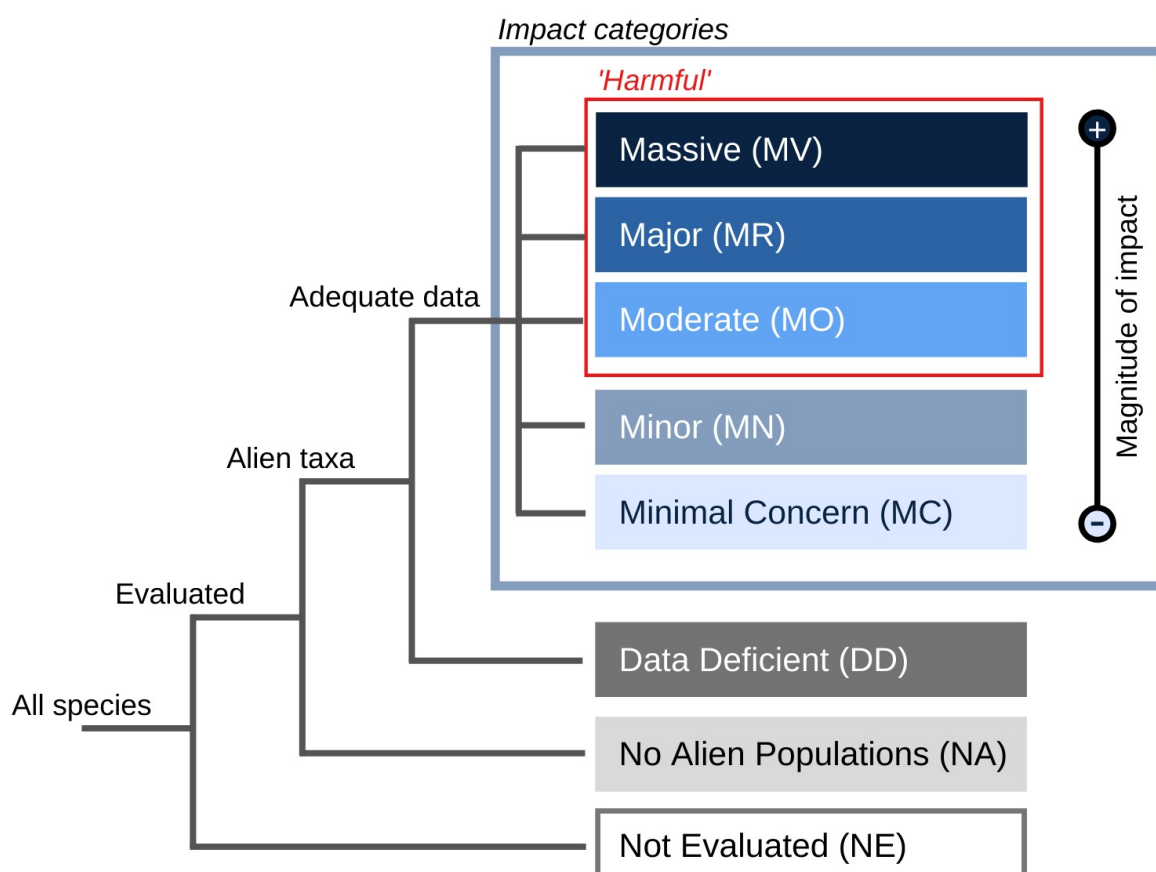 Impact categories
'Harmful'
+
Massive (MV)
Major (MR)
Adequate data
Moderate (MO)
Magnitude of impact
Minor (MN)
Alien taxa
Minimal Concern (MC)
-
Evaluated
Data Deficient (DD)
All species
No Alien Populations (NA)
Not Evaluated (NE)